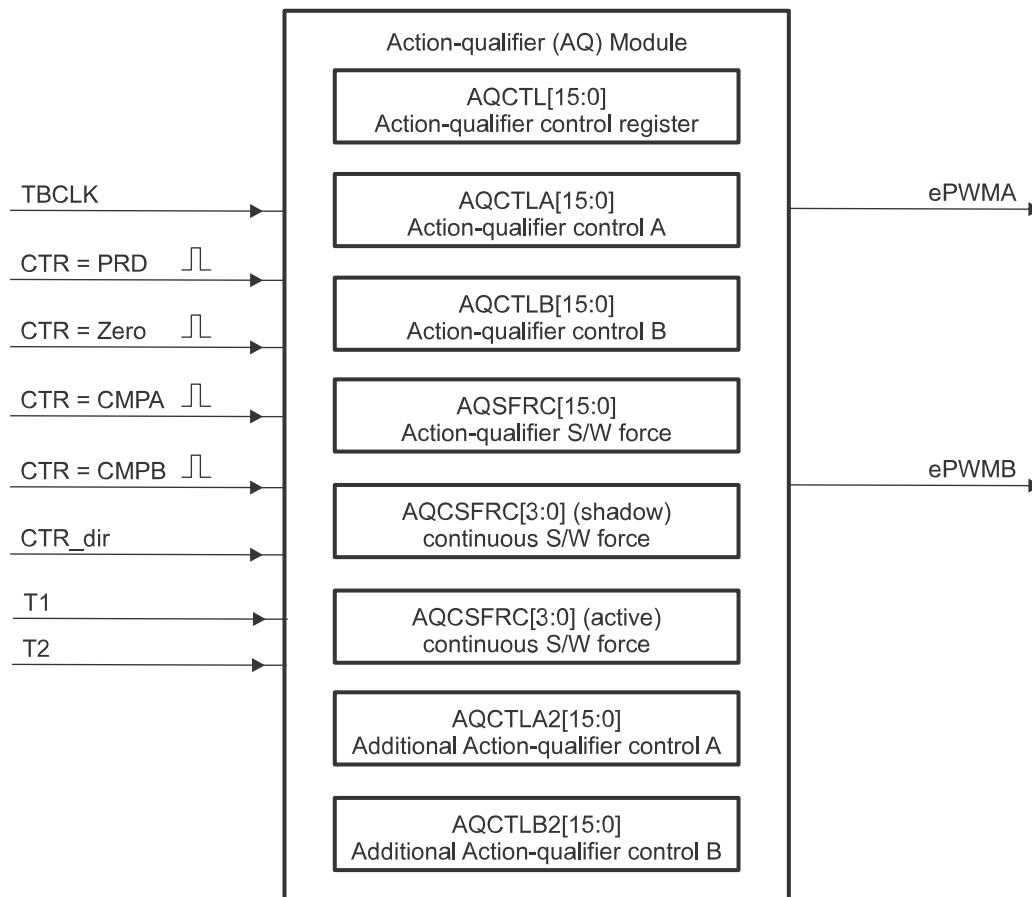 Action-qualifier (AQ) Module
AQCTL[15:0]
Action-qualifier control register
TBCLK
AQCTLA[15:0]
Action-qualifier control A
ePWMA
CTR = PRD
CTR = Zero
AQCTLB[15:0]
Action-qualifier control B
CTR = CMPA
AQSFRC[15:0]
Action-qualifier S/W force
CTR = CMPB
ePWMB
CTR_dir
AQCSFRC[3:0] (shadow)
continuous S/W force
T1
T2
AQCSFRC[3:0] (active)
continuous S/W force
AQCTLA2[15:0]
Additional Action-qualifier control A
AQCTLB2[15:0]
Additional Action-qualifier control B